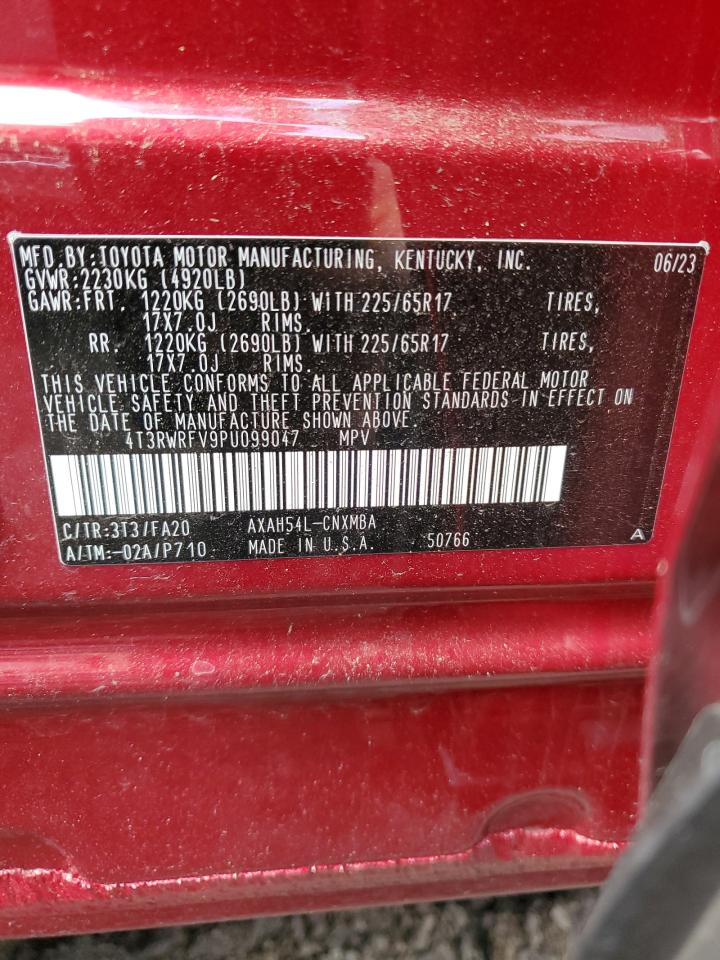 MFD.BY:TOYOTA MOTOR MANUFACTURING, KENTUCKY, INC. 06/23
GVWR:2230KG (4920LB)
GAWR:FRT. 1220KG (2690LB) WITH 225/65R17 TIRES,
17X7.0J RIMS.
RR. 1220KG (2690LB) WITH 225/65R17 TIRES,
17X7.0J RIMS.
THIS VEHICLE CONFORMS TO ALL APPLICABLE FEDERAL MOTOR
VEHICLE SAFETY AND THEFT PREVENTION STANDARDS IN EFFECT ON
THE DATE OF MANUFACTURE SHOWN ABOVE.
4T3RWRFV9PU099047 MPV
C/TR:3T3/FA20 AXAH54L-CNXMBA
A/TM:-02A/P710 MADE IN U.S.A. 50766 A